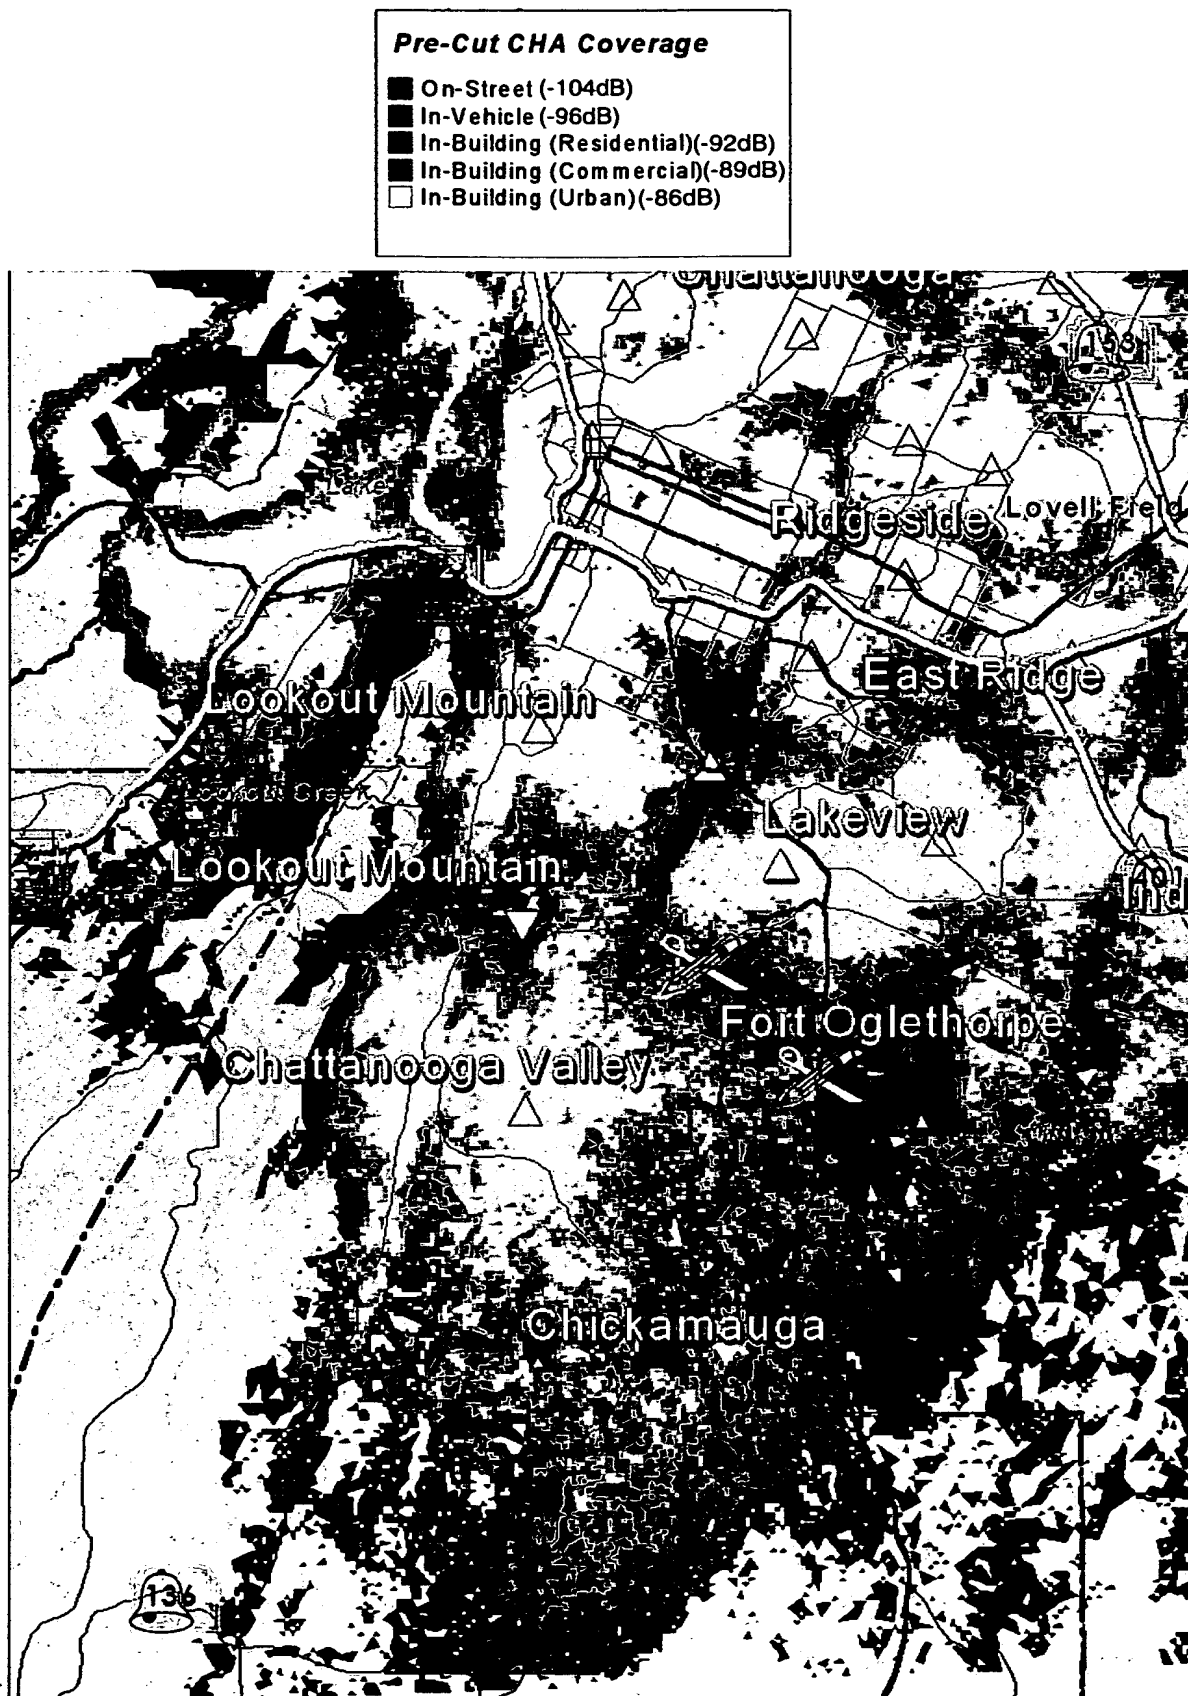 Pre-Cut CHA Coverage
On-Street (-104dB)
In-Vehicle (-96dB)
In-Building (Residential)(-92dB)
In-Building (Commercial)(-89dB)
In-Building (Urban)(-86dB)
Chattanooga
153
Lake
Ridgeside
Lovell Field
East Ridge
Lookout Mountain
Lookout Creek
Lakeview
Lookout Mountain
Fort Oglethorpe
Chattanooga Valley
Chickamauga
136